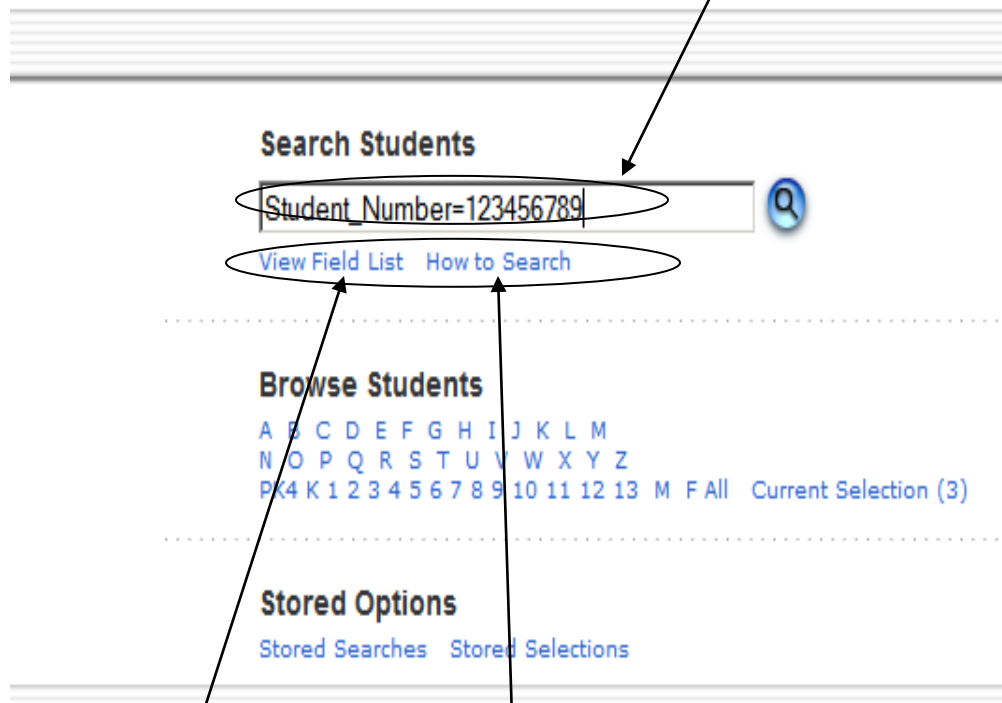 Search Students
Student_Number=123456789
View Field List How to Search
Browse Students
A B C D E F G H I J K L M
N O P Q R S T U V W X Y Z
PK4 K 1 2 3 4 5 6 7 8 9 10 11 12 13 M F All Current Selection (3)
Stored Options
Stored Searches Stored Selections